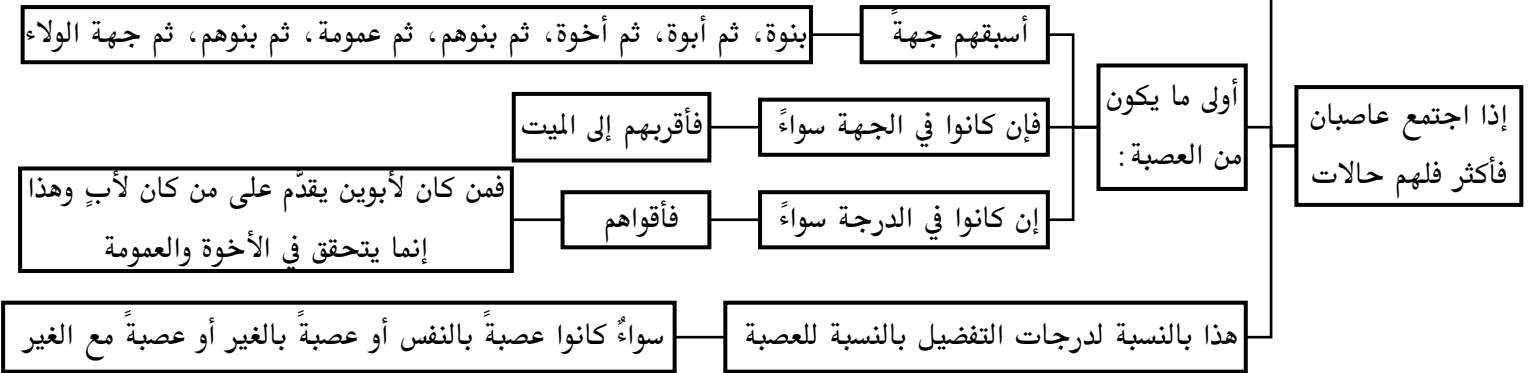 إذا اجتمع عاصبان
فأكثر فلهم حالات
أولى ما يكون
من العصبة:
أسبقهم جهةً
بنوة، ثم أبوة، ثم أخوة، ثم بنوهم، ثم عمومة، ثم بنوهم، ثم جهة الولاء
فإن كانوا في الجهة سواءً
فأقربهم إلى الميت
إن كانوا في الدرجة سواءً
فأقواهم
فمن كان لأبوين يقدَّم على من كان لأبٍ وهذا
إنما يتحقق في الأخوة والعمومة
هذا بالنسبة لدرجات التفضيل بالنسبة للعصبة
سواءٌ كانوا عصبةً بالنفس أو عصبةً بالغير أو عصبةً مع الغير